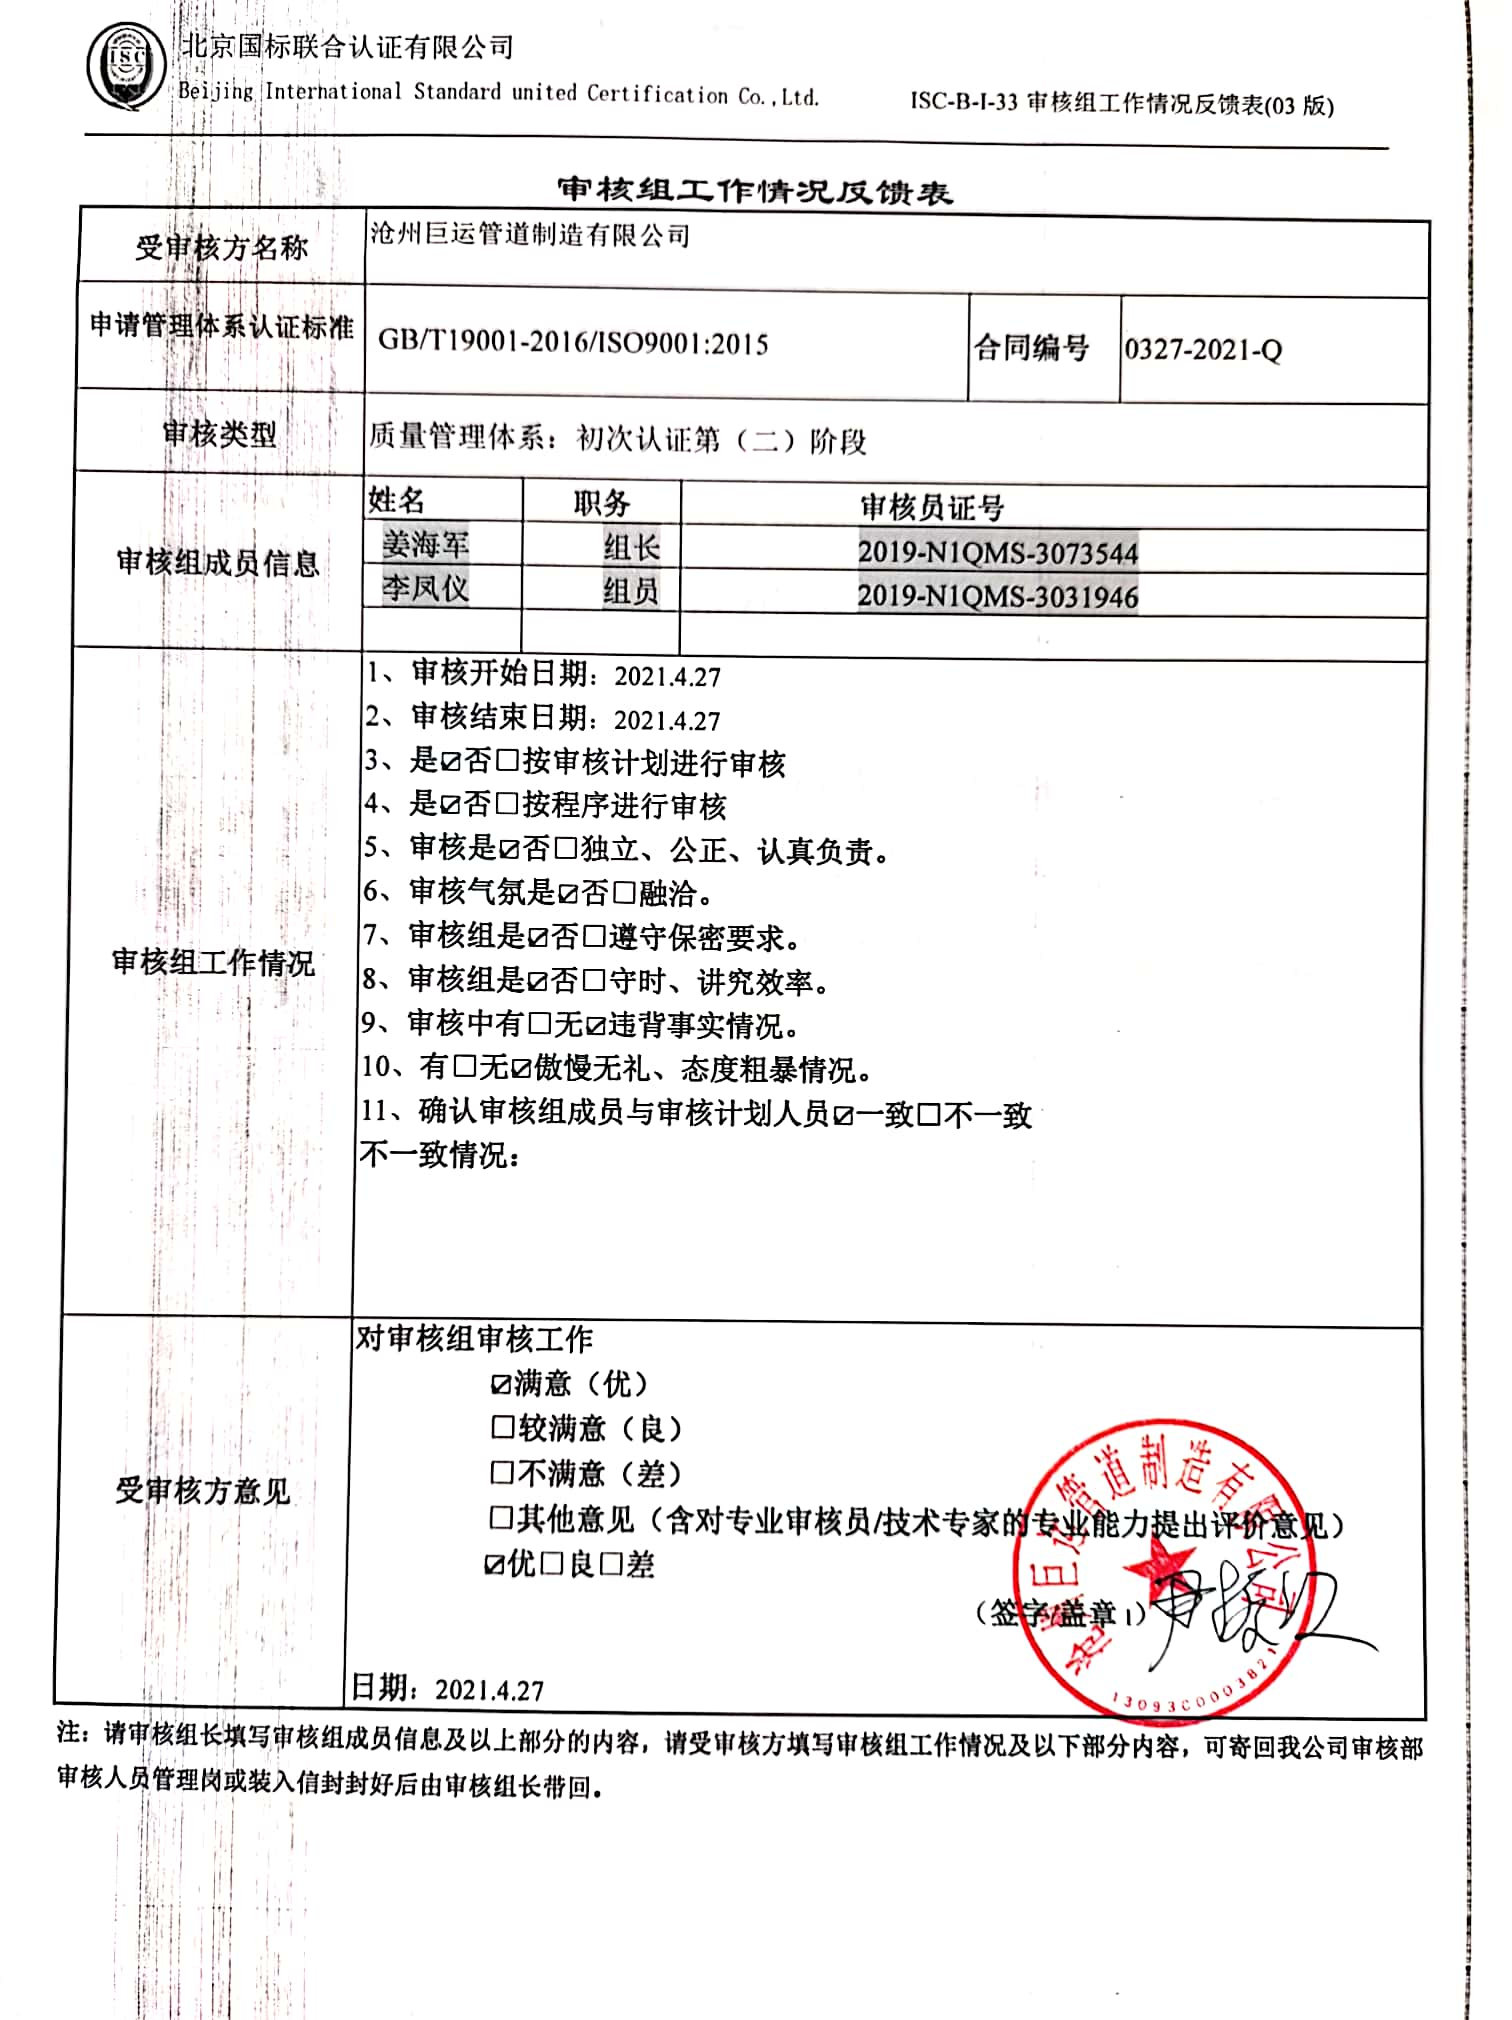 ISC
北京国标联合认证有限公司
Beijing International Standard united Certification Co.,Ltd.
ISC-B-I-33 审核组工作情况反馈表(03 版)
审核组工作情况反馈表
受审核方名称 沧州巨运管道制造有限公司
申请管理体系认证标准 GB/T19001-2016/ISO9001:2015 合同编号 0327-2021-Q
审核类型 质量管理体系：初次认证第（二）阶段
审核组成员信息
姓名 职务 审核员证号
姜海军 组长 2019-N1QMS-3073544
李凤仪 组员 2019-N1QMS-3031946
审核组工作情况
1、审核开始日期：2021.4.27
2、审核结束日期：2021.4.27
3、是☑否□按审核计划进行审核
4、是☑否□按程序进行审核
5、审核是☑否□独立、公正、认真负责。
6、审核气氛是☑否□融洽。
7、审核组是☑否□遵守保密要求。
8、审核组是☑否□守时、讲究效率。
9、审核中有□无☑违背事实情况。
10、有□无☑傲慢无礼、态度粗暴情况。
11、确认审核组成员与审核计划人员☑一致□不一致
不一致情况：
受审核方意见
对审核组审核工作
☑满意（优）
□较满意（良）
□不满意（差）
□其他意见（含对专业审核员/技术专家的专业能力提出评价意见）
☑优□良□差
（签字/盖章）
沧州巨运管道制造有限公司
日期：2021.4.27
注：请审核组长填写审核组成员信息及以上部分的内容，请受审核方填写审核组工作情况及以下部分内容，可寄回我公司审核部
审核人员管理岗或装入信封封好后由审核组长带回。